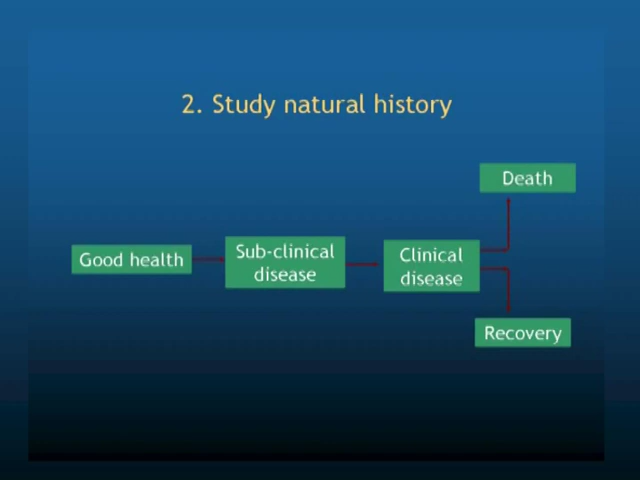 2. Study natural history
Death
Good health
Sub-clinical
disease
Clinical
disease
Recovery